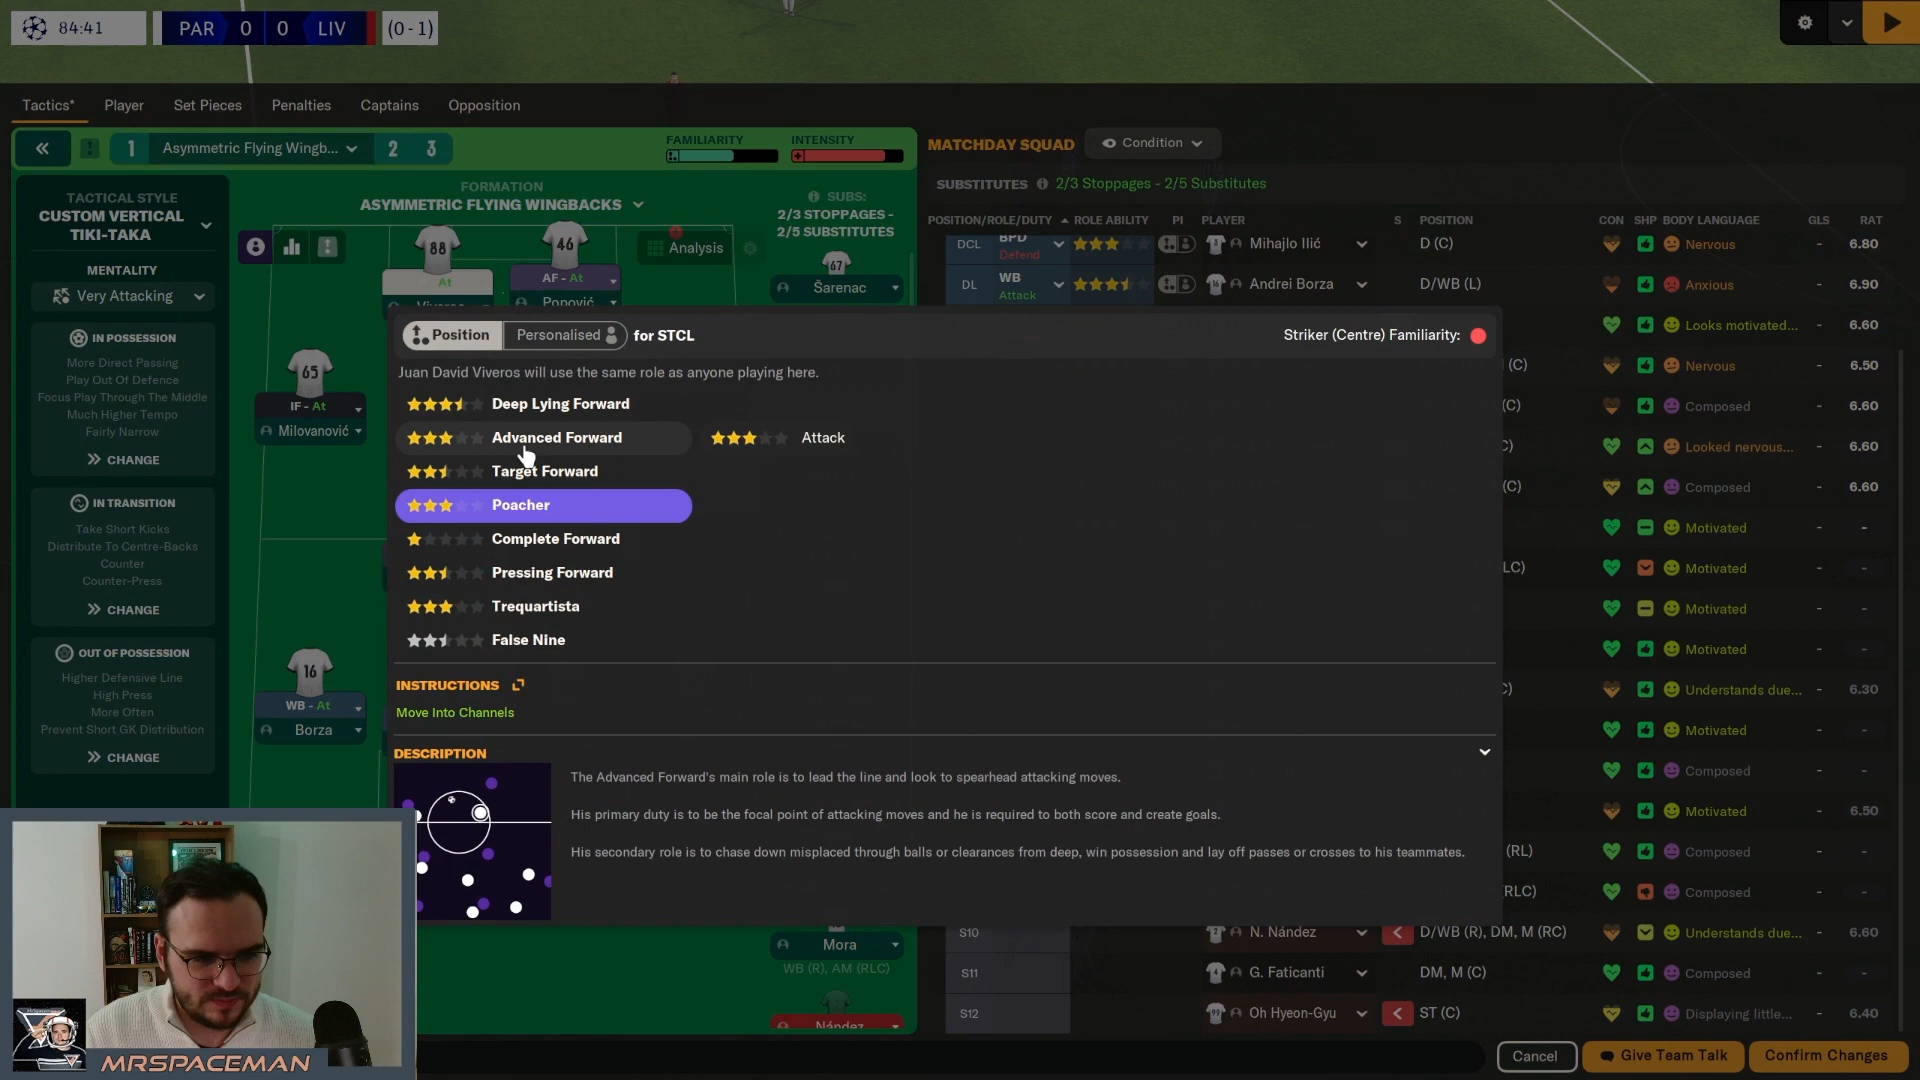 84:41 PAR 0 0 LIV (0 - 1)
Tactics* Player Set Pieces Penalties Captains Opposition
1 Asymmetric Flying Wingb... 2 3
FAMILIARITY
INTENSITY
TACTICAL STYLE
CUSTOM VERTICAL
TIKI-TAKA
MENTALITY
Very Attacking
IN POSSESSION
More Direct Passing
Play Out Of Defence
Focus Play Through The Middle
Much Higher Tempo
Fairly Narrow
CHANGE
IN TRANSITION
Take Short Kicks
Distribute To Centre-Backs
Counter
Counter-Press
CHANGE
OUT OF POSSESSION
Higher Defensive Line
High Press
More Often
Prevent Short GK Distribution
CHANGE
FORMATION
ASYMMETRIC FLYING WINGBACKS
SUBS:
2/3 STOPPAGES -
2/5 SUBSTITUTES
Analysis
88
At
46
AF - At
Popović
67
Šarenac
65
IF - At
Milovanović
16
WB - At
Borza
Position Personalised for STCL
Striker (Centre) Familiarity:
Juan David Viveros will use the same role as anyone playing here.
Deep Lying Forward
Advanced Forward Attack
Target Forward
Poacher
Complete Forward
Pressing Forward
Trequartista
False Nine
INSTRUCTIONS
Move Into Channels
DESCRIPTION
The Advanced Forward's main role is to lead the line and look to spearhead attacking moves.
His primary duty is to be the focal point of attacking moves and he is required to both score and create goals.
His secondary role is to chase down misplaced through balls or clearances from deep, win possession and lay off passes or crosses to his teammates.
Mora
WB (R), AM (RLC)
Nández
MATCHDAY SQUAD Condition
SUBSTITUTES 2/3 Stoppages - 2/5 Substitutes
POSITION/ROLE/DUTY ROLE ABILITY PI PLAYER S POSITION CON SHP BODY LANGUAGE GLS RAT
DCL BPD Defend Mihajlo Ilić D (C) Nervous - 6.80
DL WB Attack Andrei Borza D/WB (L) Anxious - 6.90
Looks motivated... - 6.60
(C) Nervous - 6.50
C) Composed - 6.60
C) Looked nervous... - 6.60
(C) Composed - 6.60
Motivated - -
LC) Motivated - -
Motivated - -
Motivated - -
C) Understands due... - 6.30
Motivated - -
Composed - -
Motivated - 6.50
(RL) Composed - -
RLC) Composed - -
S10 N. Nández D/WB (R), DM, M (RC) Understands due... - 6.60
S11 G. Faticanti DM, M (C) Composed - -
S12 Oh Hyeon-Gyu ST (C) Displaying little... - 6.40
Cancel Give Team Talk Confirm Changes
MRSPACEMAN